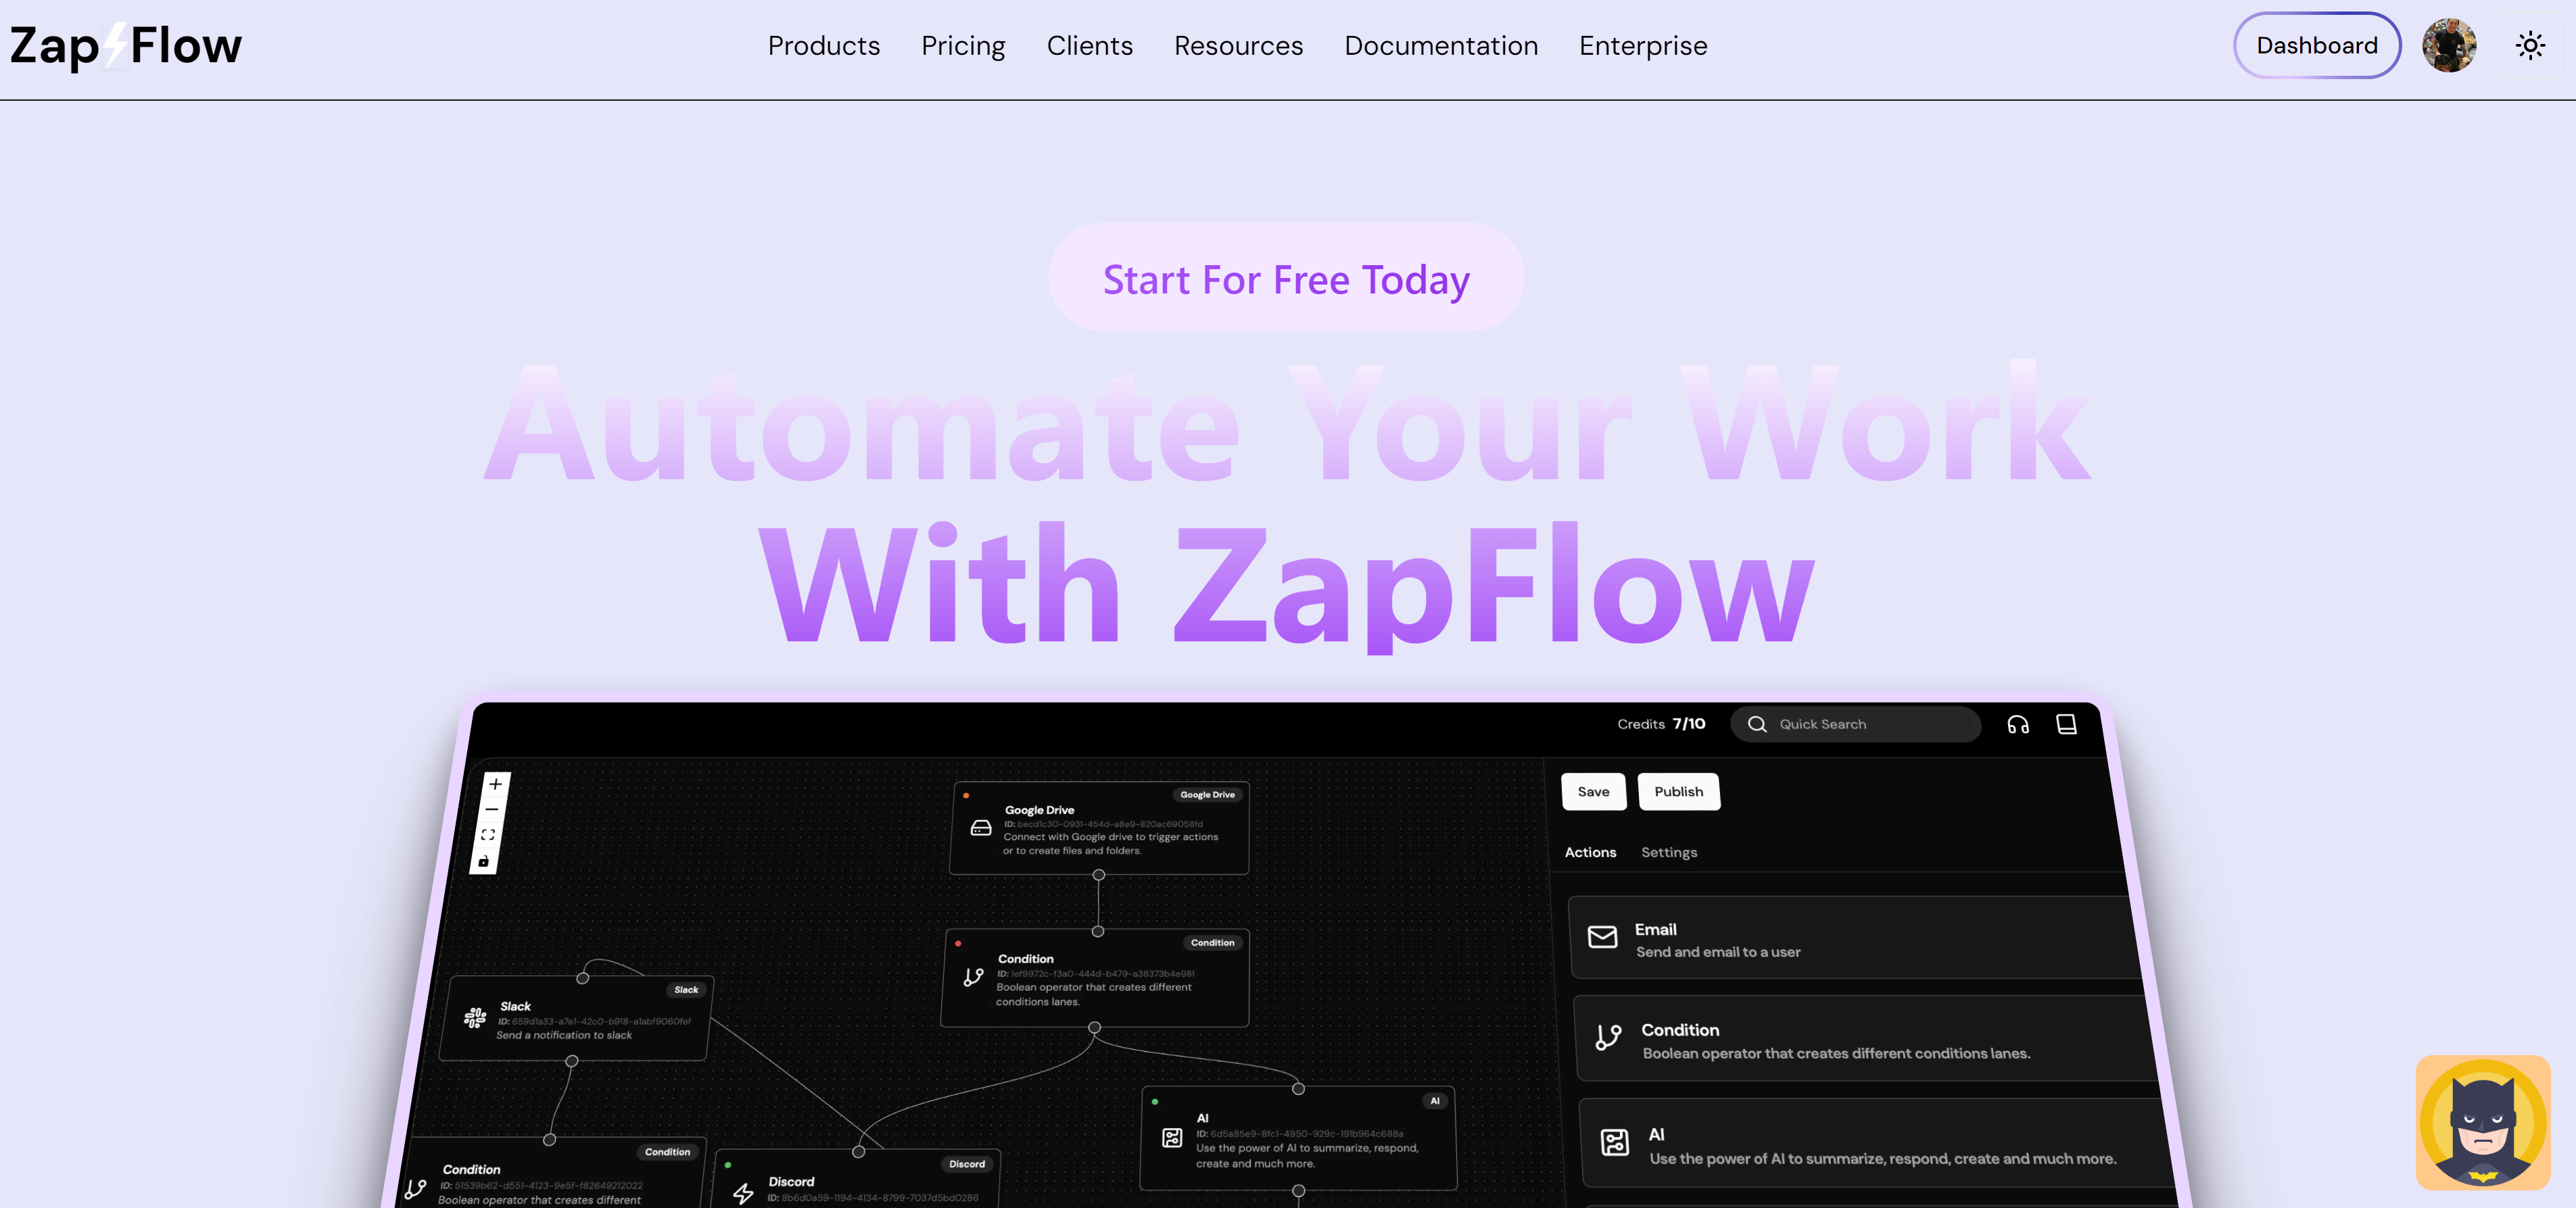 Zap Flow
Products Pricing Clients Resources Documentation Enterprise
Dashboard
Start For Free Today
Automate Your Work
With ZapFlow
Credits 7/10
Quick Search
Save Publish
Actions Settings
Google Drive
Google Drive
ID: becd1c30-0931-454d-a8e9-820ac69058fd
Connect with Google drive to trigger actions
or to create files and folders.
Condition
Condition
ID: 1ef9972c-f3a0-444d-b479-a38373b4e981
Boolean operator that creates different
conditions lanes.
Slack
Slack
ID: 659d1a33-a7e1-42c0-b918-a1abf9060fef
Send a notification to slack
Condition
Condition
ID: 51539b62-d551-4123-9e5f-f82649212022
Boolean operator that creates different
Discord
Discord
ID: 8b6d0a59-1194-4134-8799-7037d5bd0286
AI
AI
ID: 6d5a85e9-8fc1-4950-929c-191b964c688a
Use the power of AI to summarize, respond,
create and much more.
Email
Send and email to a user
Condition
Boolean operator that creates different conditions lanes.
AI
Use the power of AI to summarize, respond, create and much more.